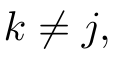 k ≠ j,